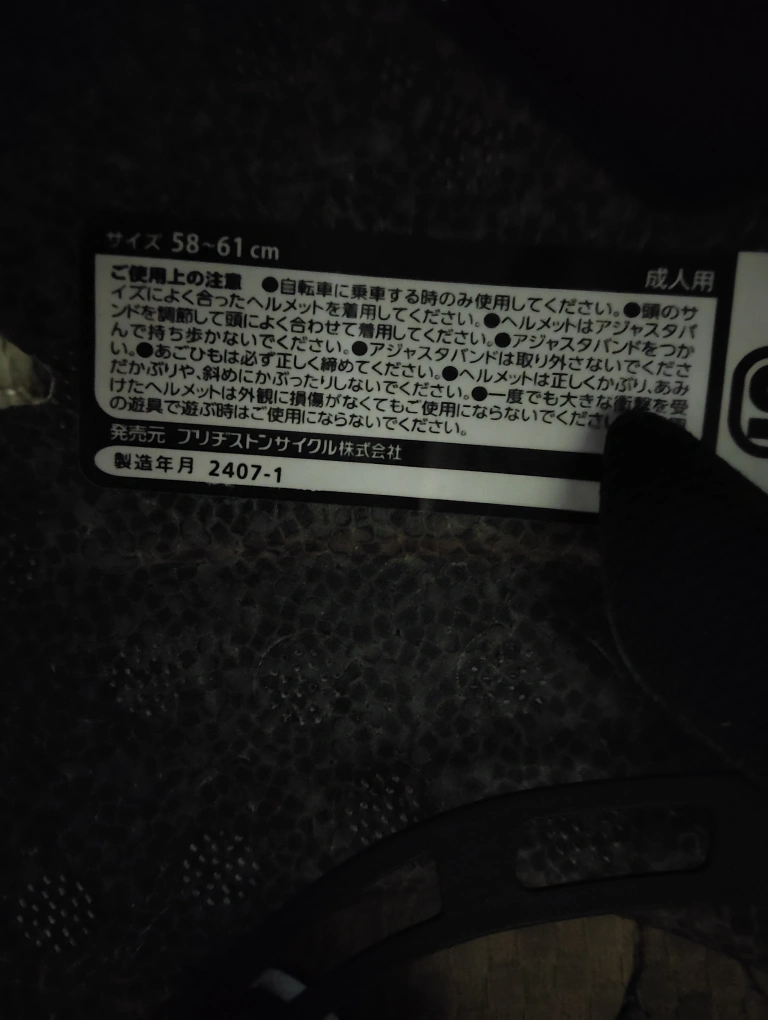 サイズ 58~61cm
成人用
ご使用上の注意 ●自転車に乗車する時のみ使用してください。●頭のサ
イズによく合ったヘルメットを着用してください。●ヘルメットはアジャスタバ
ンドを調節して頭によく合わせて着用してください。●アジャスタバンドをつか
んで持ち歩かないでください。●アジャスタバンドは取り外さないでくださ
い。●あごひもは必ず正しく締めてください。●ヘルメットは正しくかぶり、あみ
だかぶりや、斜めにかぶったりしないでください。●一度でも大きな衝撃を受
けたヘルメットは外観に損傷がなくてもご使用にならないでください
の遊具で遊ぶ時はご使用にならないでください。
発売元 ブリヂストンサイクル株式会社
製造年月 2407-1